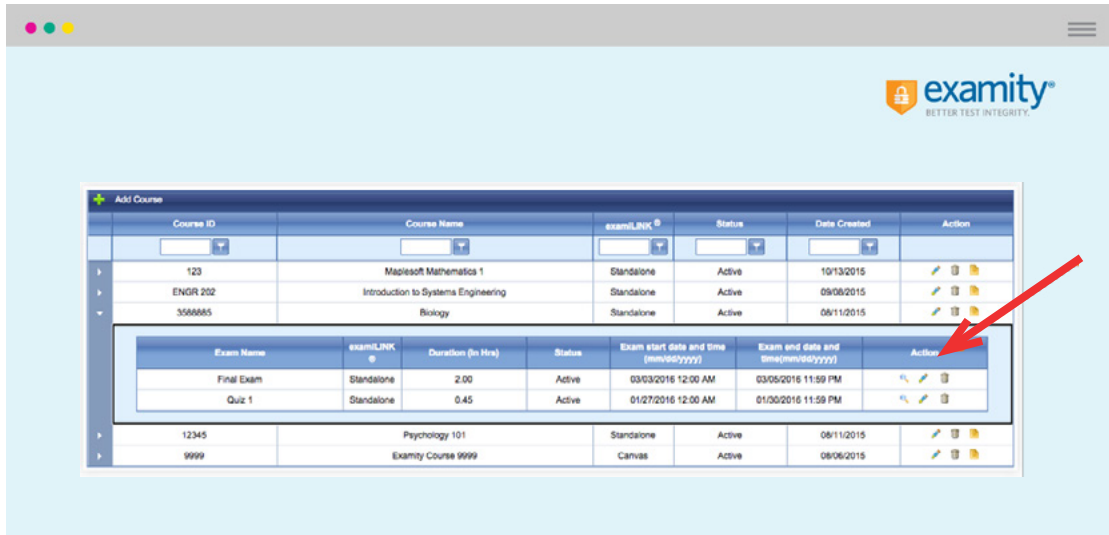 examity®
BETTER TEST INTEGRITY.
Add Course
Course ID Course Name examiLINK ® Status Date Created Action
123 Maplesoft Mathematics 1 Standalone Active 10/13/2015
ENGR 202 Introduction to Systems Engineering Standalone Active 09/08/2015
3588885 Biology Standalone Active 08/11/2015
Exam Name examiLINK ® Duration (In Hrs) Status Exam start date and time (mm/dd/yyyy) Exam end date and time(mm/dd/yyyy) Action
Final Exam Standalone 2.00 Active 03/03/2016 12:00 AM 03/05/2016 11:59 PM
Quiz 1 Standalone 0.45 Active 01/27/2016 12:00 AM 01/30/2016 11:59 PM
12345 Psychology 101 Standalone Active 08/11/2015
9999 Examity Course 9999 Canvas Active 08/06/2015